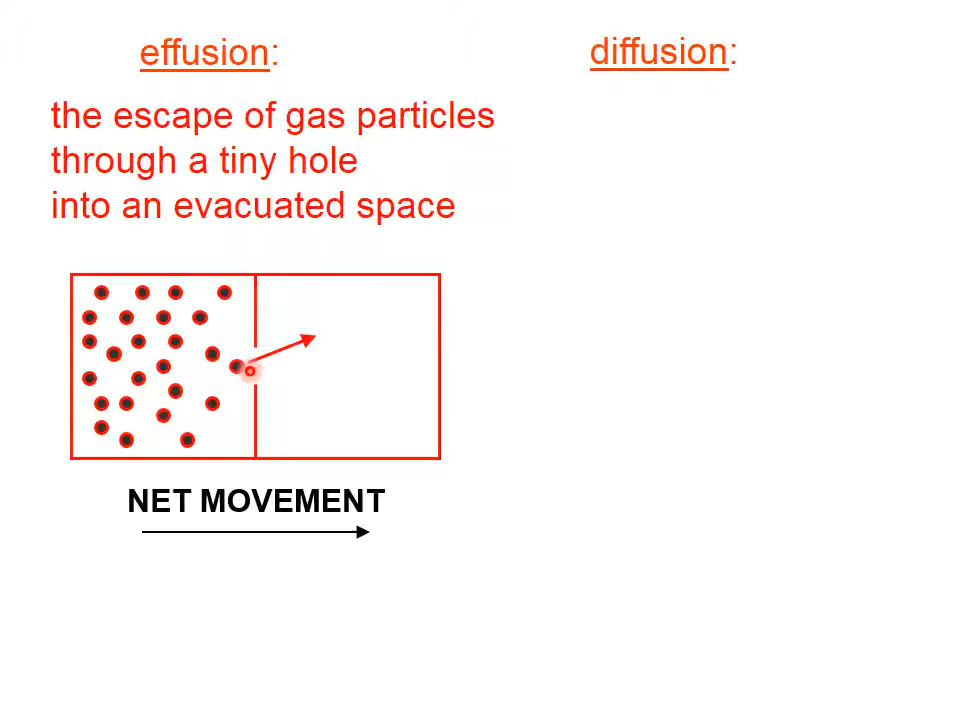 effusion:
the escape of gas particles
through a tiny hole
into an evacuated space
NET MOVEMENT
diffusion: